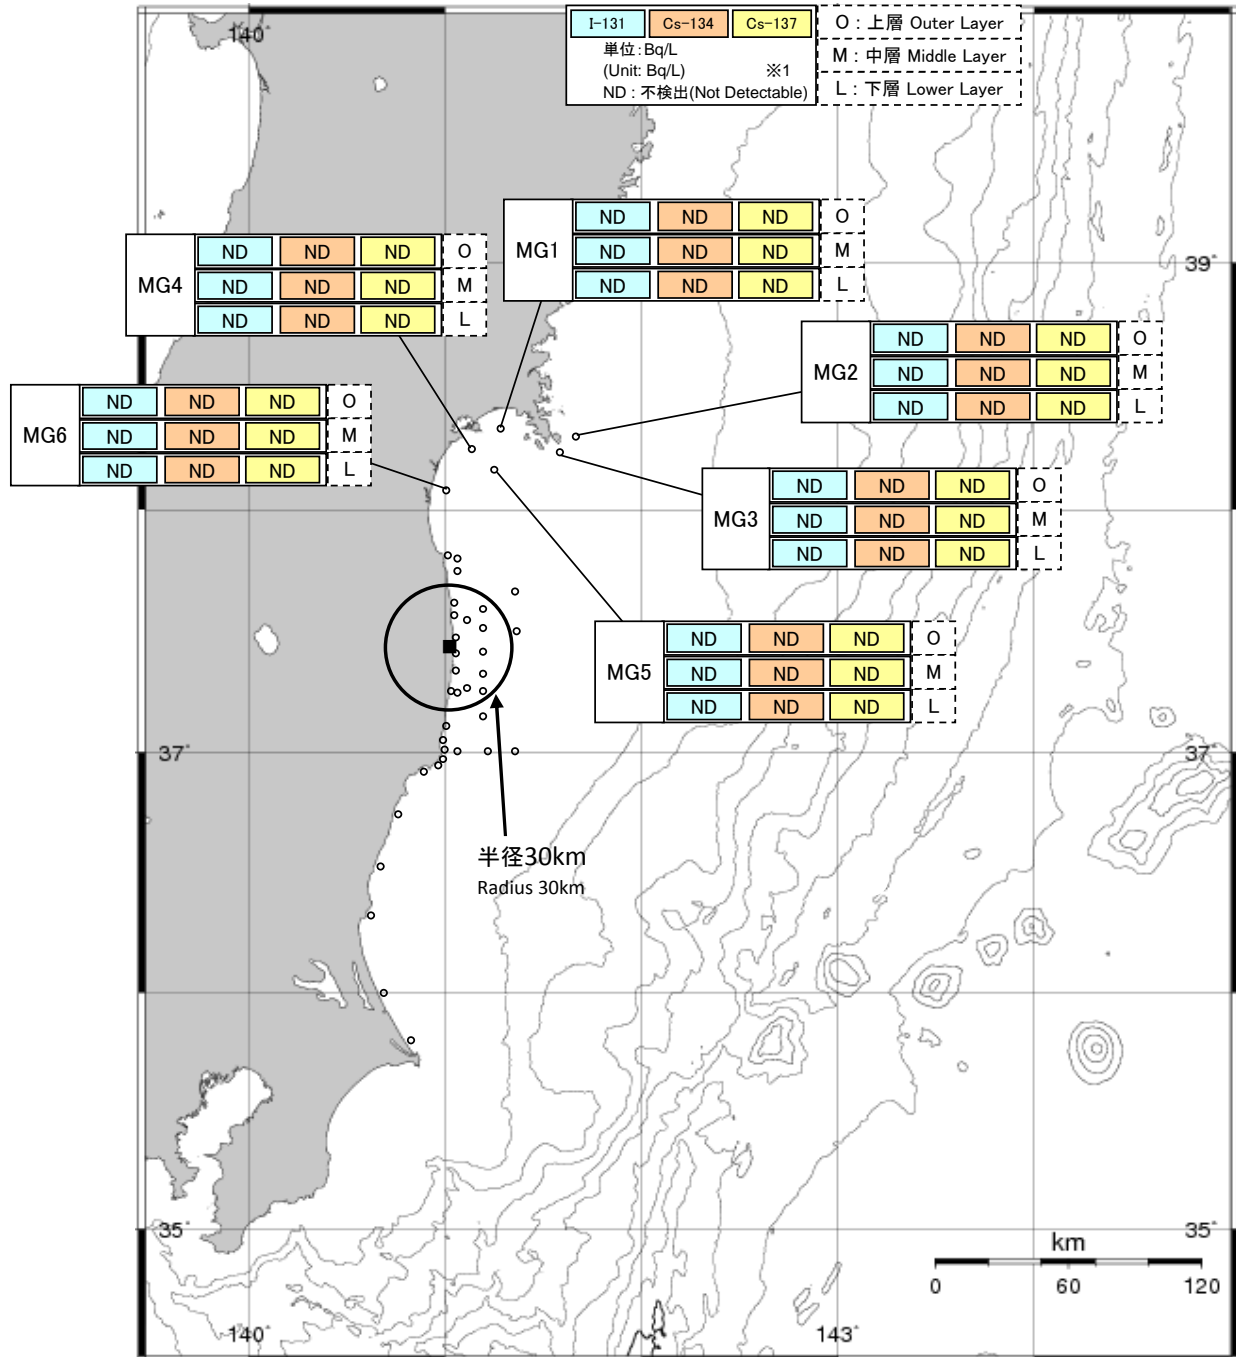 140°
I-131 Cs-134 Cs-137
単位:Bq/L
(Unit: Bq/L) ※1
ND : 不検出(Not Detectable)
O : 上層 Outer Layer
M : 中層 Middle Layer
L : 下層 Lower Layer
MG1
ND ND ND O
ND ND ND M
ND ND ND L
MG4
ND ND ND O
ND ND ND M
ND ND ND L
39°
MG2
ND ND ND O
ND ND ND M
ND ND ND L
MG6
ND ND ND O
ND ND ND M
ND ND ND L
MG3
ND ND ND O
ND ND ND M
ND ND ND L
MG5
ND ND ND O
ND ND ND M
ND ND ND L
37° 37°
半径30km
Radius 30km
35° 35°
km
0 60 120
140° 143°